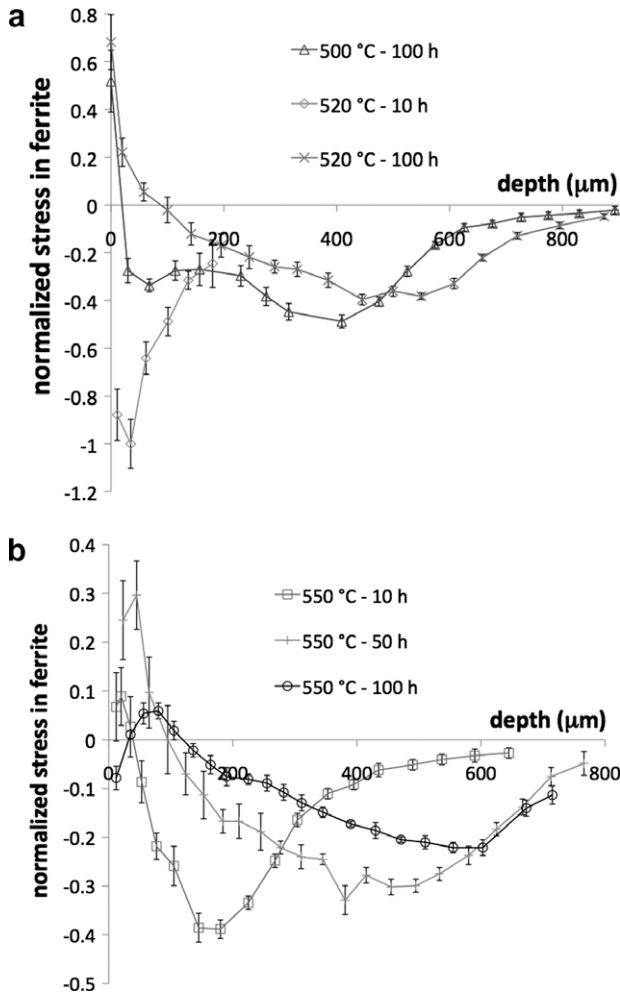 a
0.8
0.6
0.4
0.2
0
-0.2
-0.4
-0.6
-0.8
-1
-1.2
normalized stress in ferrite
500 °C - 100 h
520 °C - 10 h
520 °C - 100 h
depth (µm)
0
200
400
600
800
b
0.4
0.3
0.2
0.1
0
-0.1
-0.2
-0.3
-0.4
-0.5
normalized stress in ferrite
550 °C - 10 h
550 °C - 50 h
550 °C - 100 h
depth (µm)
0
200
400
600
800